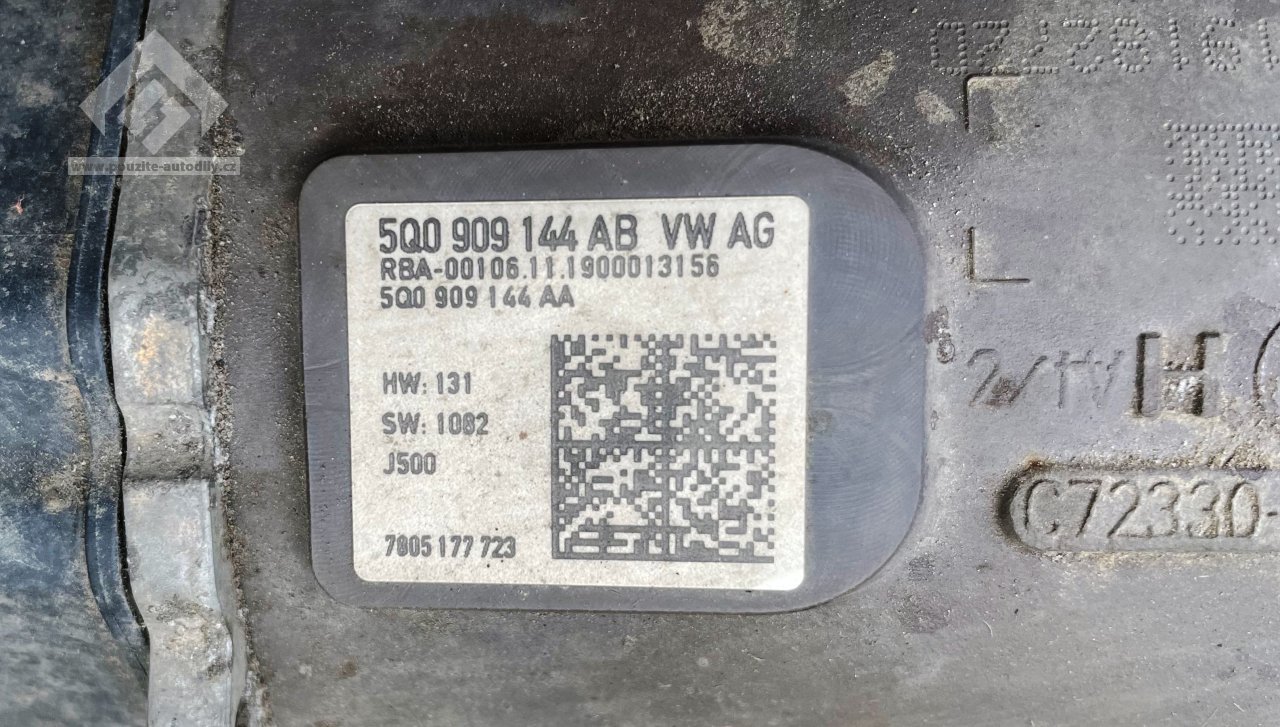 www.pouzite-autodily.cz
5Q0 909 144 AB VW AG
RBA-00106.11.1900013156
5Q0 909 144 AA
HW: 131
SW: 1082
J500
7805 177 723
H
C72330-